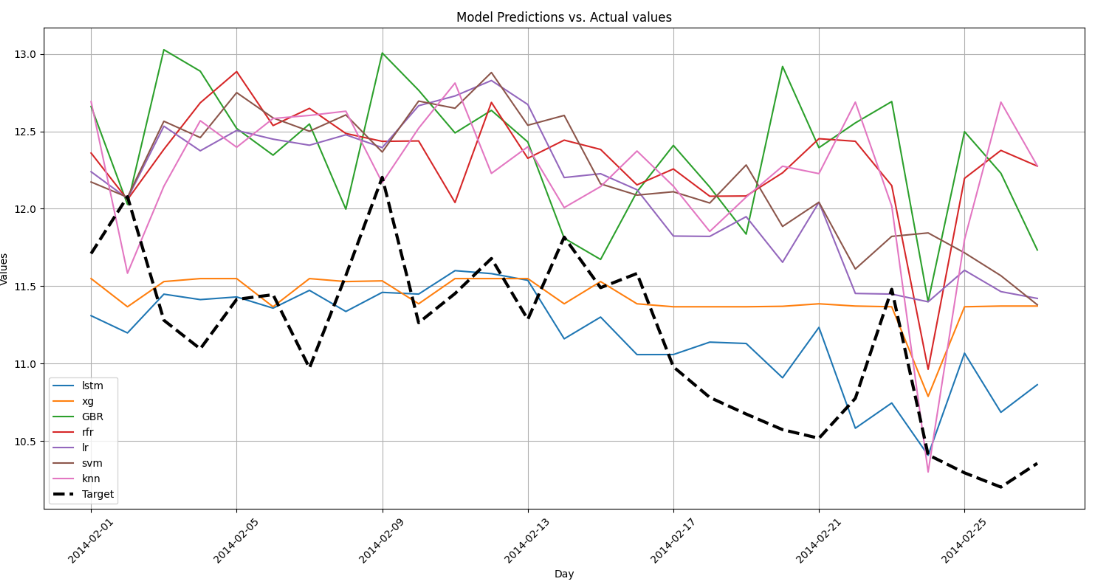 Model Predictions vs. Actual values
13.0
12.5
12.0
11.5
11.0
10.5
Values
lstm
xg
GBR
rfr
lr
svm
knn
Target
2014-02-01
2014-02-05
2014-02-09
2014-02-13
2014-02-17
2014-02-21
2014-02-25
Day